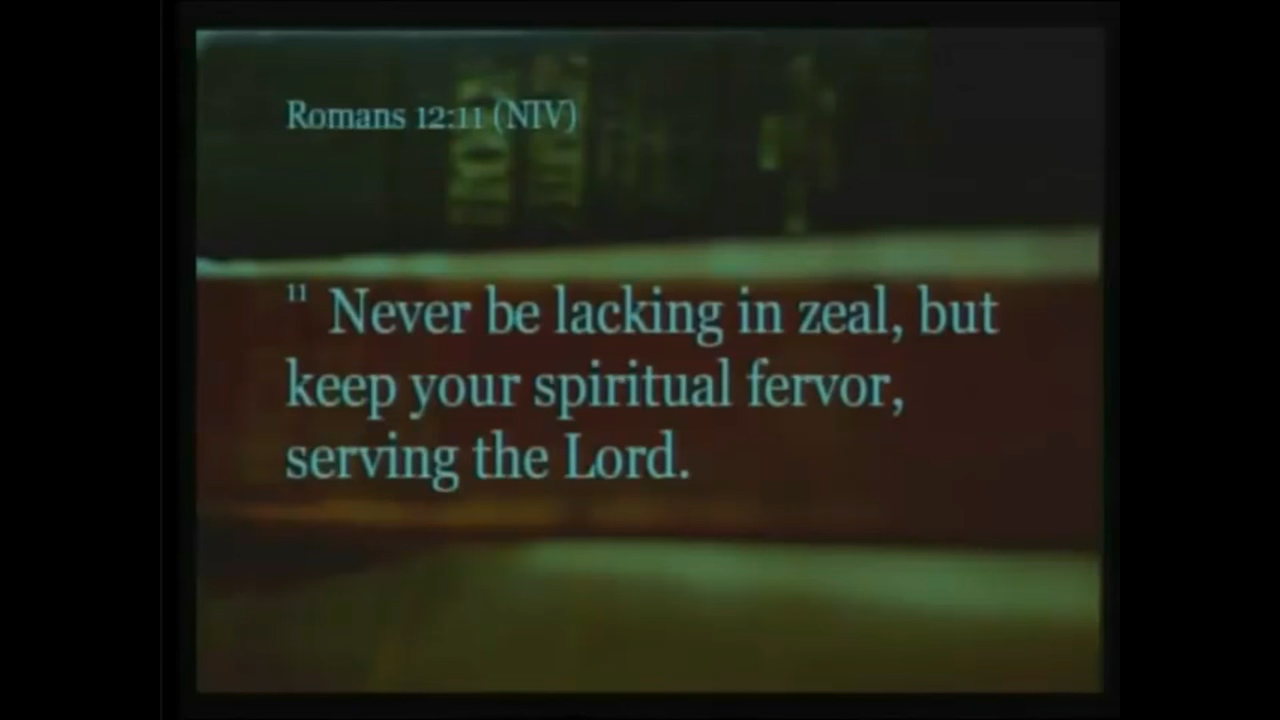 Romans 12:11 (NIV)
11 Never be lacking in zeal, but
keep your spiritual fervor,
serving the Lord.